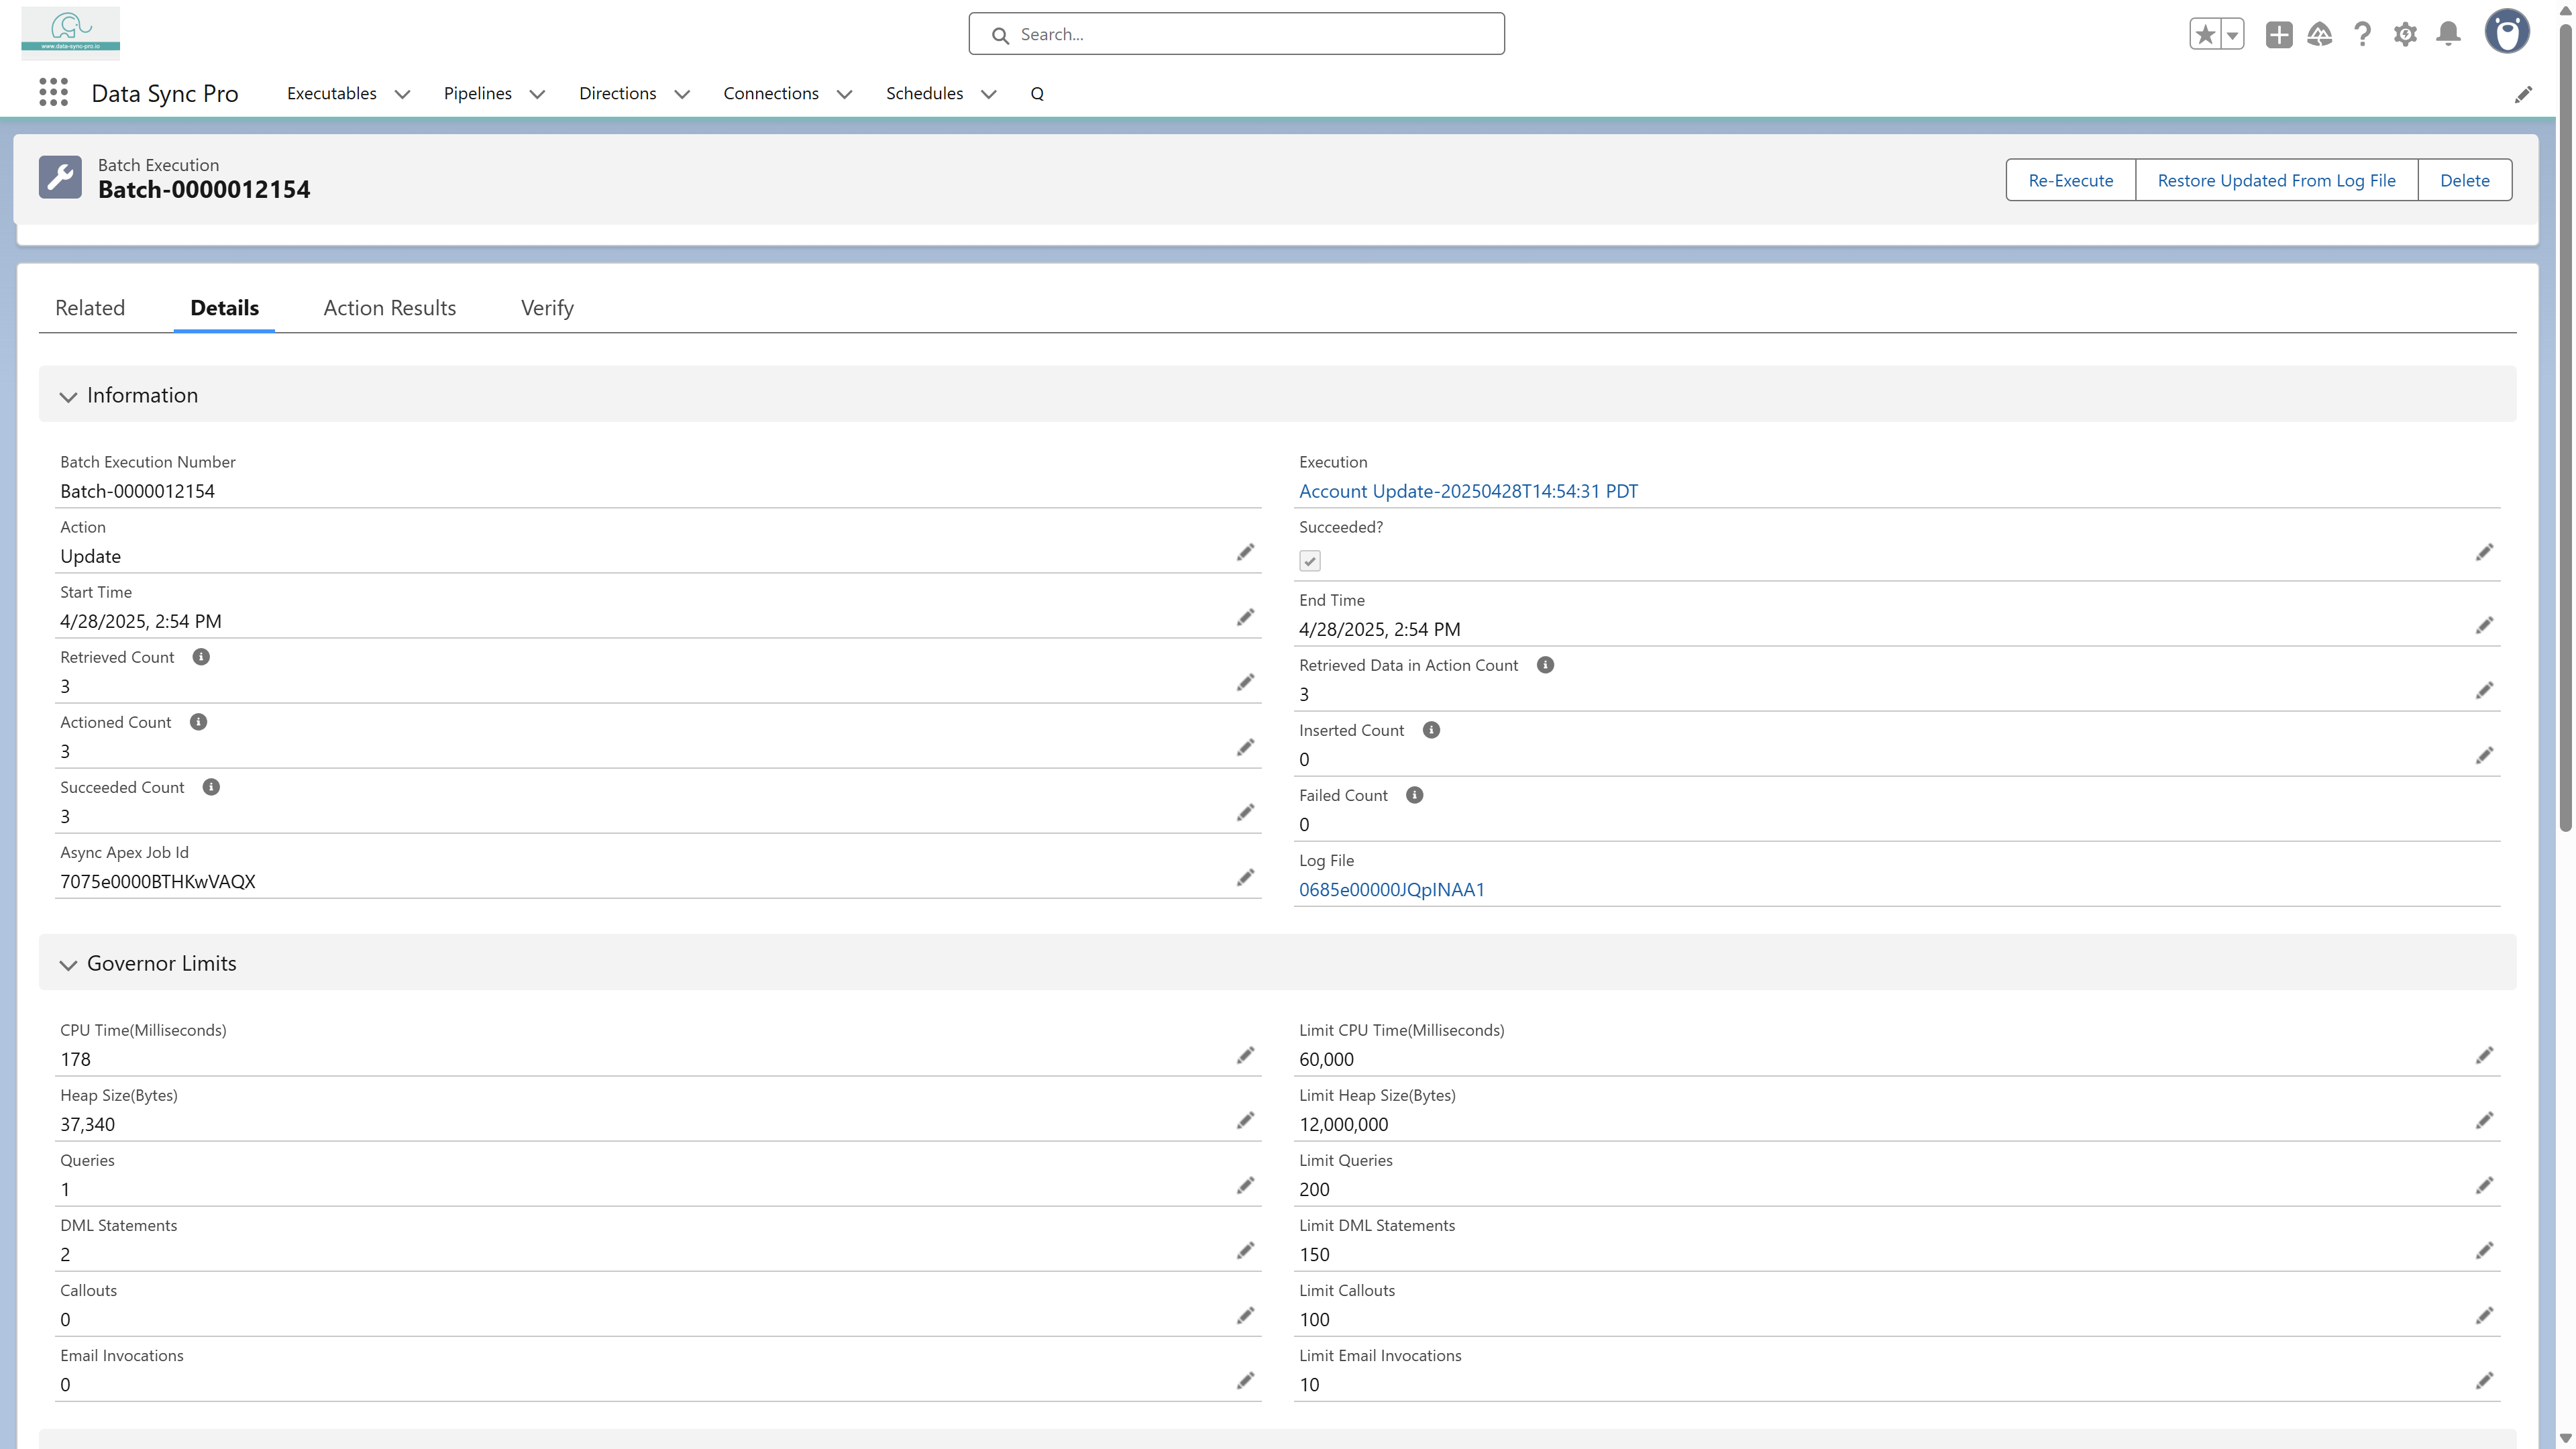 www.data-sync-pro.io
Search...
Data Sync Pro
Executables
Pipelines
Directions
Connections
Schedules
Q
Batch Execution
Batch-0000012154
Re-Execute
Restore Updated From Log File
Delete
Related
Details
Action Results
Verify
Information
Batch Execution Number
Batch-0000012154
Execution
Account Update-20250428T14:54:31 PDT
Action
Update
Succeeded?
Start Time
4/28/2025, 2:54 PM
End Time
4/28/2025, 2:54 PM
Retrieved Count
3
Retrieved Data in Action Count
3
Actioned Count
3
Inserted Count
0
Succeeded Count
3
Failed Count
0
Async Apex Job Id
7075e0000BTHKwVAQX
Log File
0685e00000JQpINAA1
Governor Limits
CPU Time(Milliseconds)
178
Limit CPU Time(Milliseconds)
60,000
Heap Size(Bytes)
37,340
Limit Heap Size(Bytes)
12,000,000
Queries
1
Limit Queries
200
DML Statements
2
Limit DML Statements
150
Callouts
0
Limit Callouts
100
Email Invocations
0
Limit Email Invocations
10